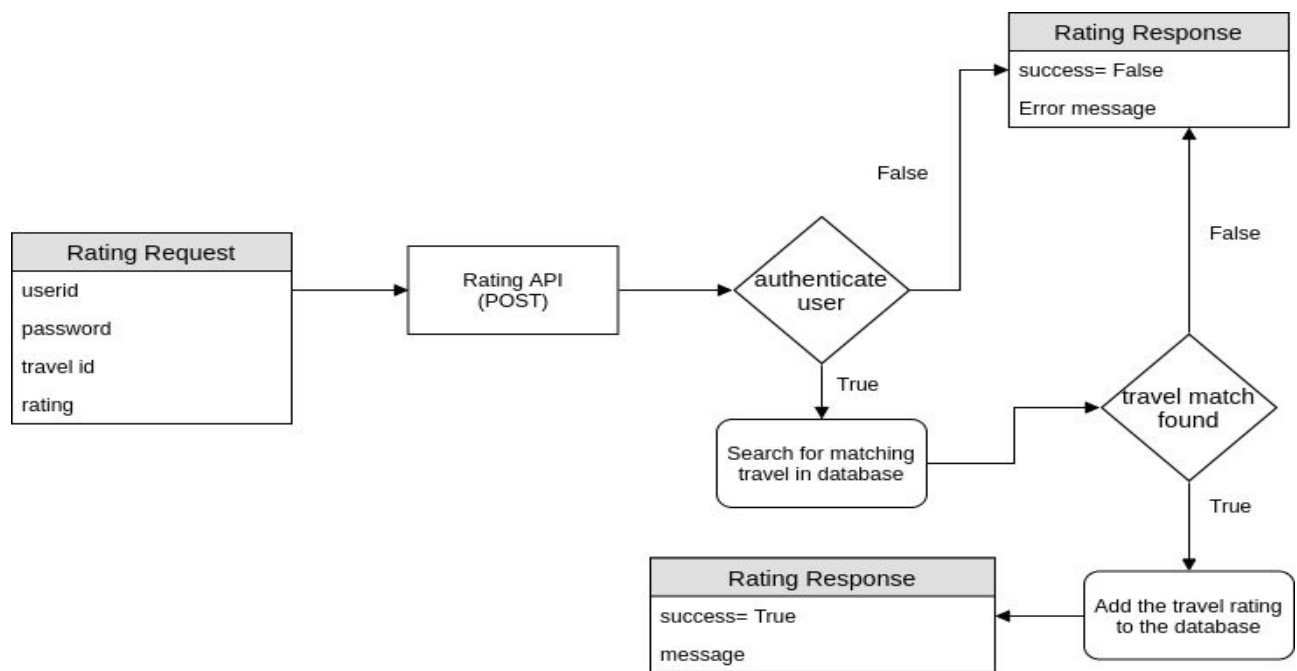 Rating Response
success= False
Error message
False
False
Rating Request
userid
password
travel id
rating
Rating API
(POST)
authenticate
user
True
Search for matching
travel in database
travel match
found
True
Add the travel rating
to the database
Rating Response
success= True
message